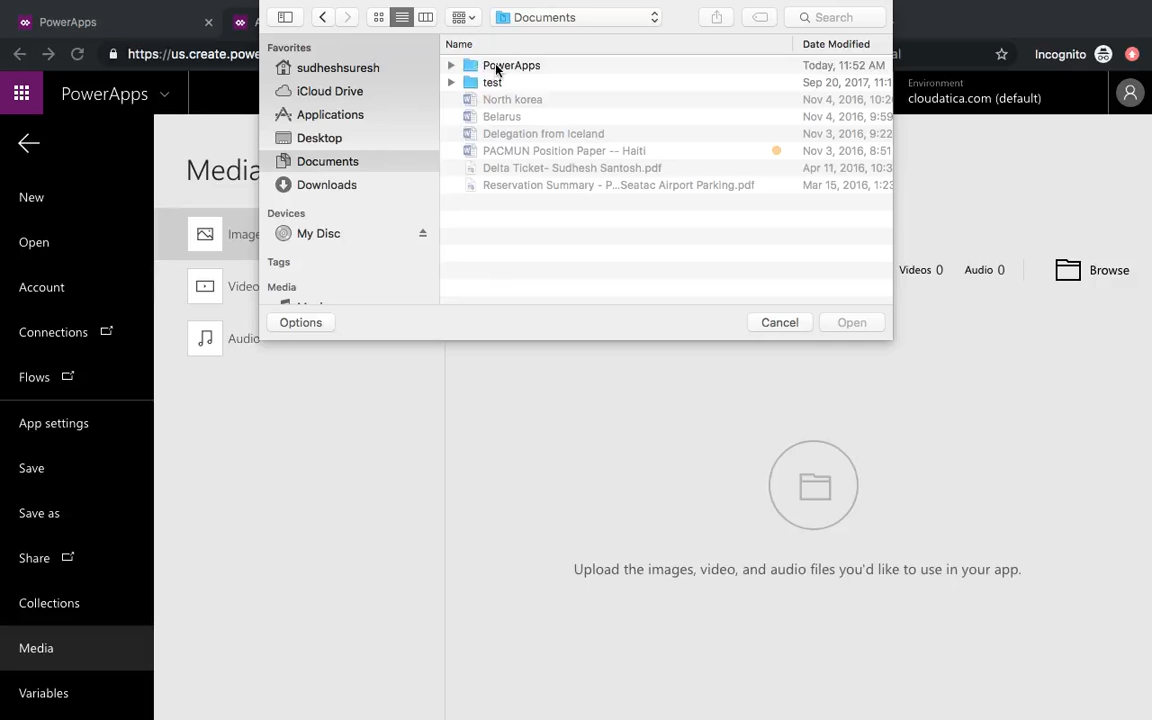 PowerApps
https://us.create.powe
Incognito
PowerApps
Environment
cloudatica.com (default)
Documents
Search
Favorites
sudheshsuresh
iCloud Drive
Applications
Desktop
Documents
Downloads
Devices
My Disc
Tags
Media
Name
Date Modified
PowerApps
Today, 11:52 AM
test
Sep 20, 2017, 11:1
North korea
Nov 4, 2016, 10:2
Belarus
Nov 4, 2016, 9:59
Delegation from Iceland
Nov 3, 2016, 9:22
PACMUN Position Paper -- Haiti
Nov 3, 2016, 8:51
Delta Ticket- Sudhesh Santosh.pdf
Apr 11, 2016, 10:3
Reservation Summary - P...Seatac Airport Parking.pdf
Mar 15, 2016, 1:23
Options
Cancel
Open
New
Open
Account
Connections
Flows
App settings
Save
Save as
Share
Collections
Media
Variables
Media
Image
Video
Audio
Videos 0
Audio 0
Browse
Upload the images, video, and audio files you'd like to use in your app.